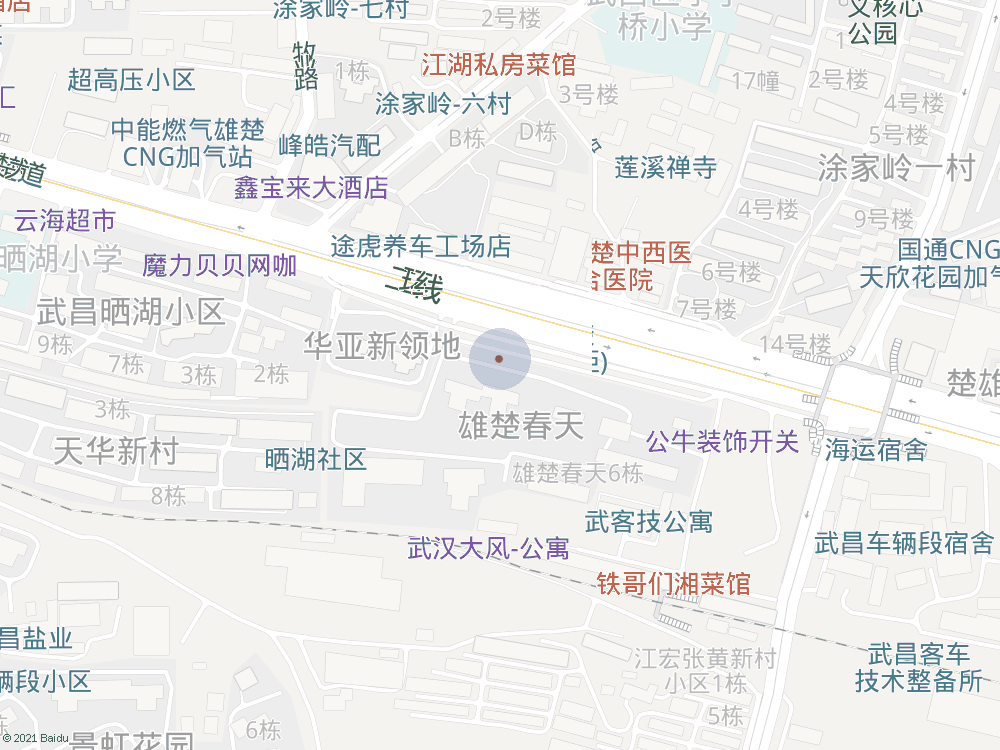 酒店
涂家岭-七村
2号楼
桥小学
义核心
公园
牧
路
1栋
江湖私房菜馆
超高压小区
涂家岭-六村
3号楼
17幢
2号楼
4号楼
汇
中能燃气雄楚
CNG加气站
峰皓汽配
B栋
D栋
5号楼
楚道
鑫宝来大酒店
莲溪禅寺
涂家岭一村
云海超市
4号楼
9号楼
晒湖小学
魔力贝贝网咖
途虎养车工场店
三环线
楚中西医
合医院
6号楼
国通CNG
天欣花园加气
武昌晒湖小区
7号楼
9栋
7栋
3栋
2栋
华亚新领地
14号楼
楚雄
3栋
雄楚春天
天华新村
晒湖社区
公牛装饰开关
海运宿舍
8栋
雄楚春天6栋
武客技公寓
武汉大风-公寓
武昌车辆段宿舍
铁哥们湘菜馆
昌盐业
江宏张黄新村
小区1栋
武昌客车
技术整备所
辆段小区
6栋
5栋
景虹花园
© 2021 Baidu